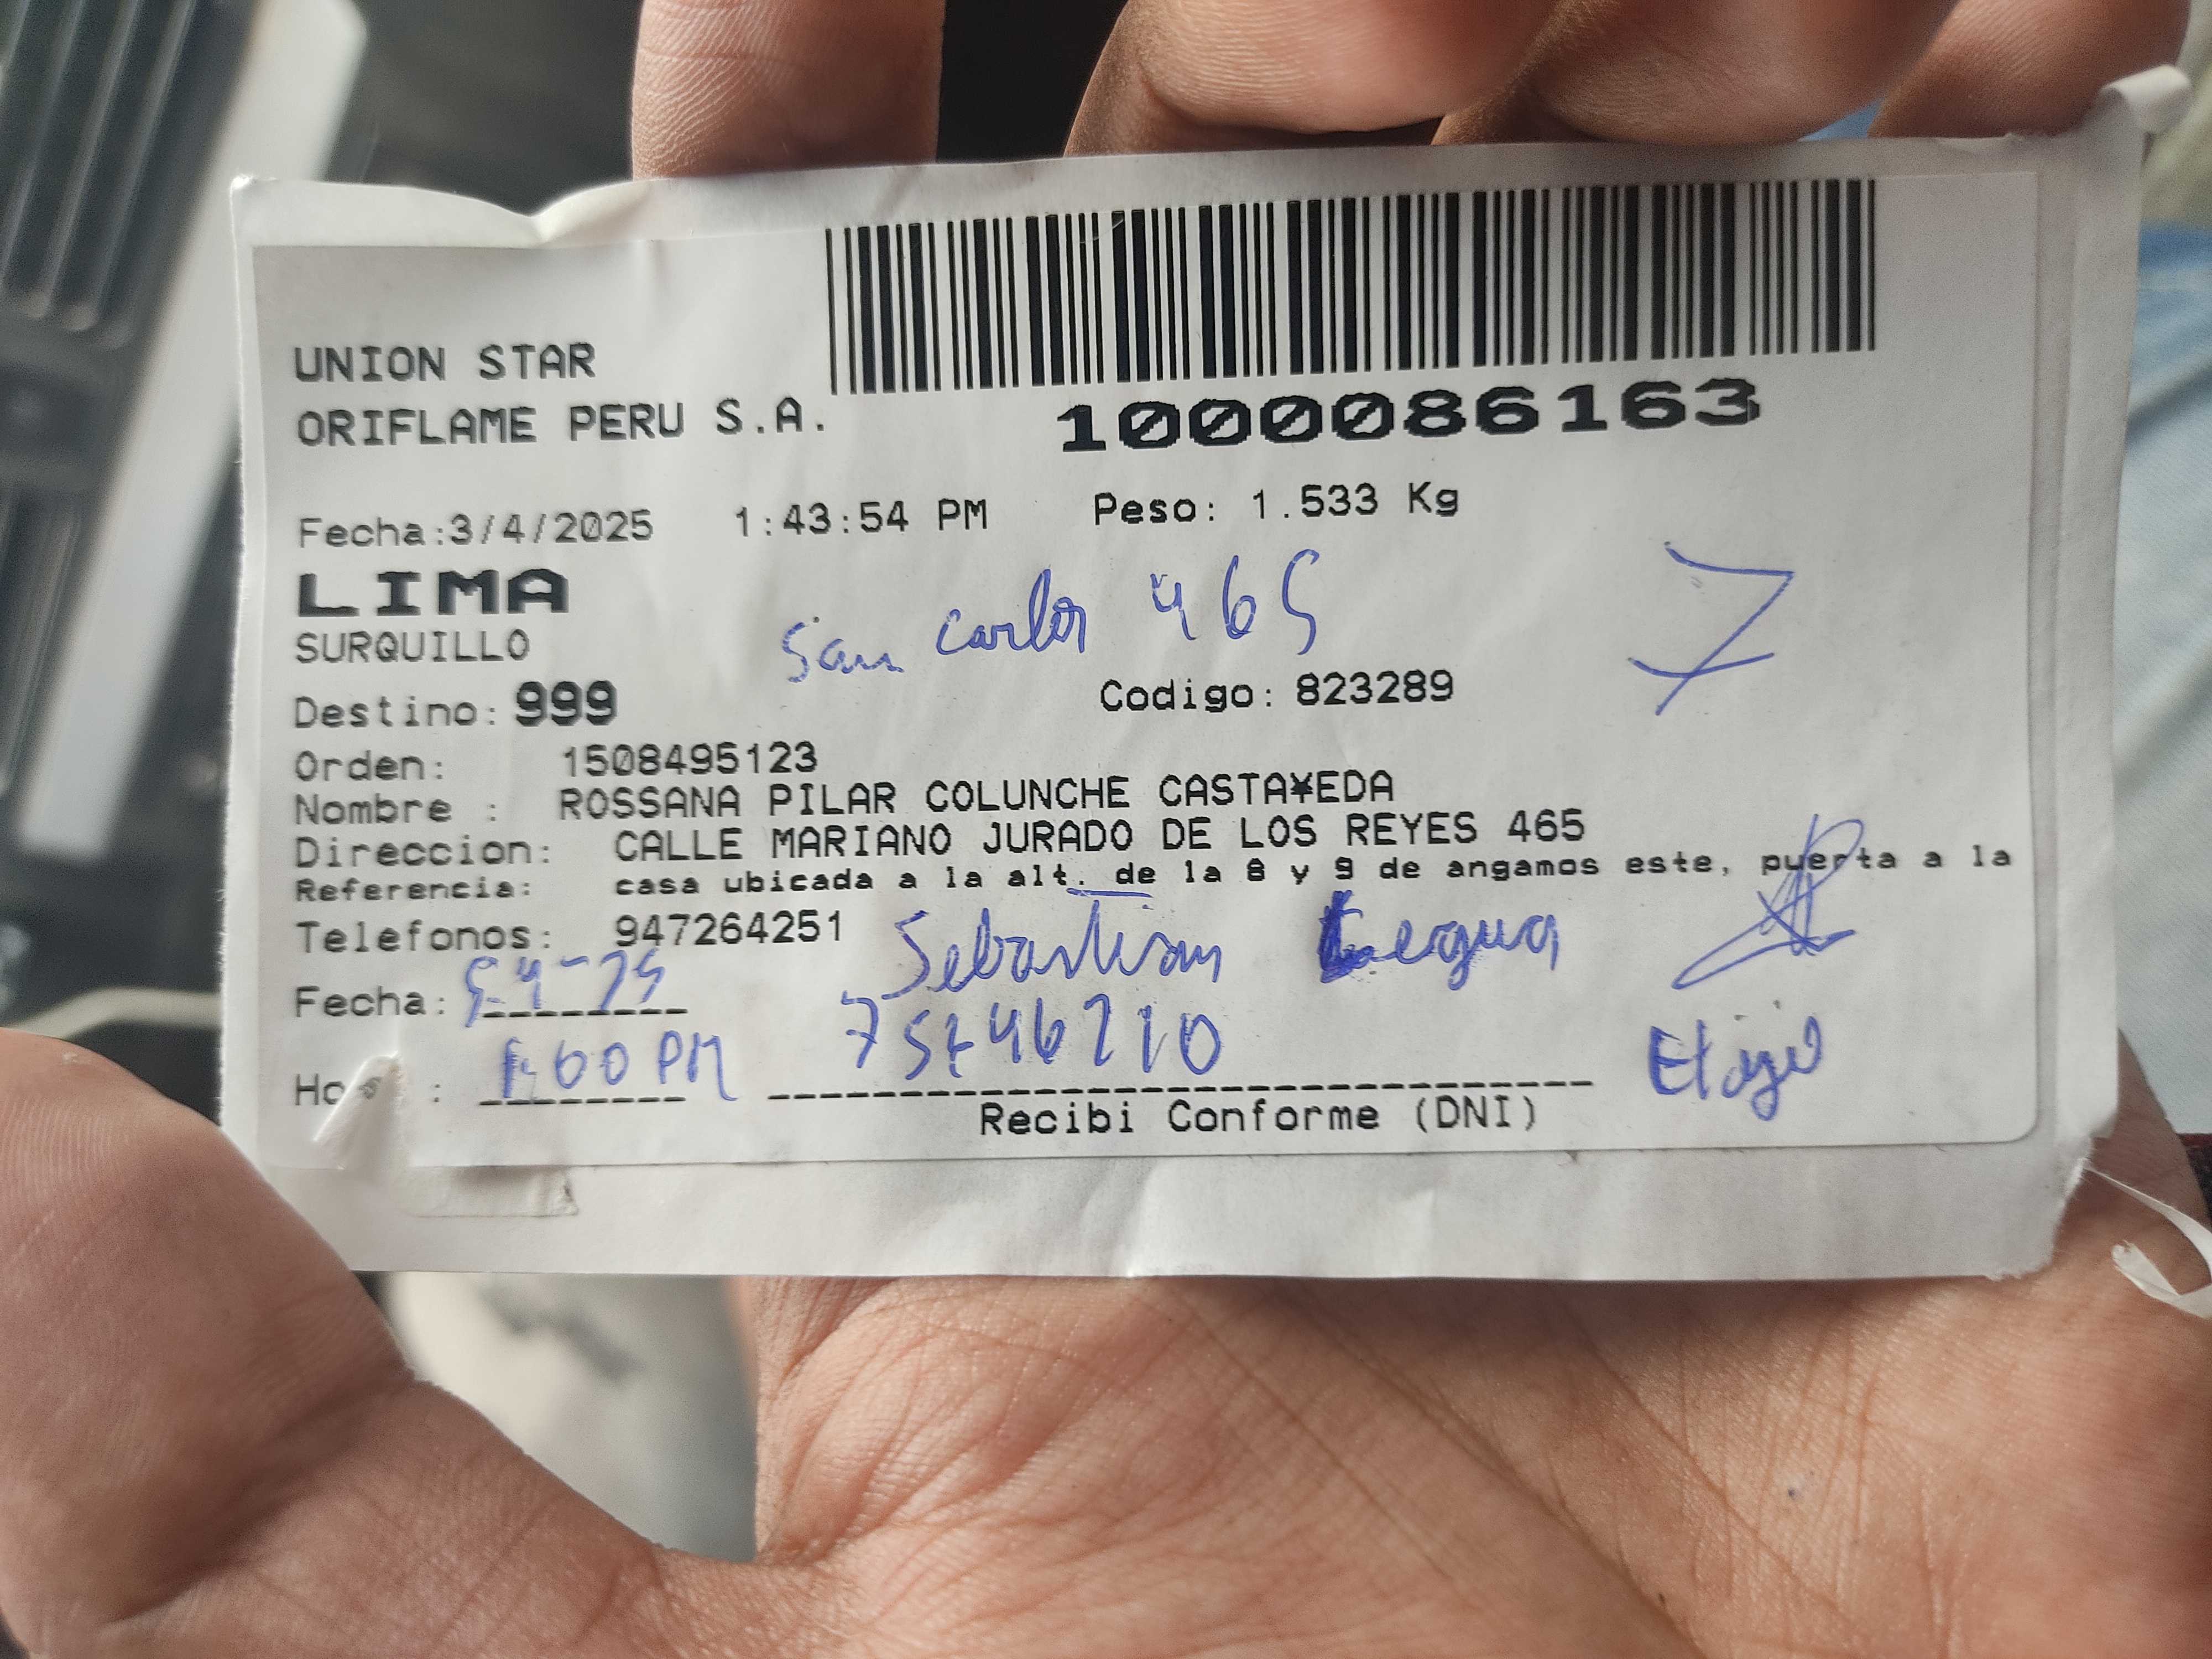 UNION STAR
ORIFLAME PERU S.A.
1000086163
Fecha:3/4/2025 1:43:54 PM Peso: 1.533 Kg
LIMA
San Carlos 465 7
SURQUILLO
Destino: 999 Codigo: 823289
Orden: 1508495123
Nombre : ROSSANA PILAR COLUNCHE CASTA¥EDA
Direccion: CALLE MARIANO JURADO DE LOS REYES 465
Referencia: casa ubicada a la alt. de la 8 y 9 de angamos este, puerta a la
Telefonos: 947264251 Sebastian
Fecha:
: PM
Recibi Conforme (DNI)